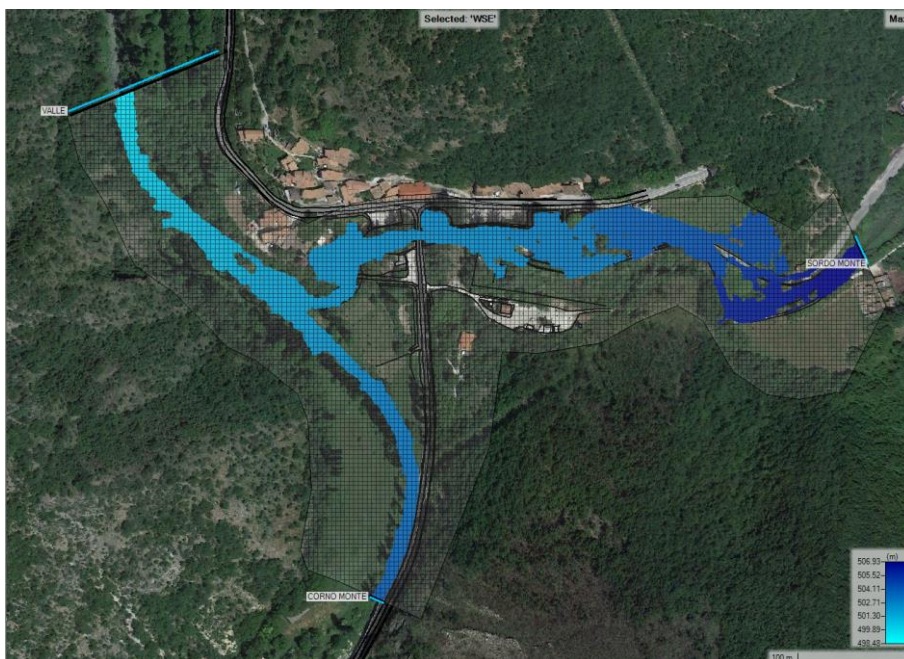 Selected: 'WSE'
VALLE
SORDO MONTE
CORNO MONTE
(m)
506.93
505.52
504.11
502.71
501.30
499.89
498.48
100 m